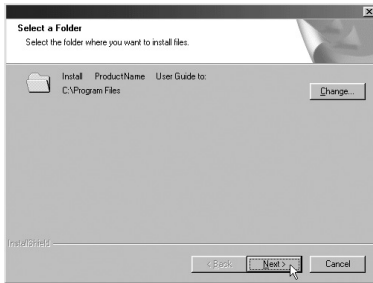 Select a Folder
Select the folder where you want to install files.
Install ProductName User Guide to:
C:\Program Files
Change...
InstallShield
< Back Next > Cancel